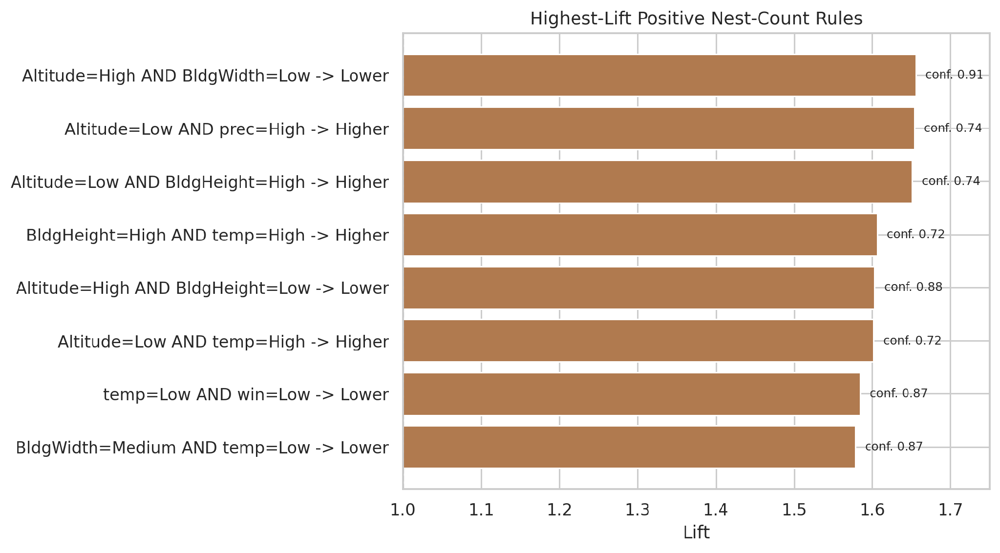 Highest-Lift Positive Nest-Count Rules
Altitude=High AND BldgWidth=Low -> Lower
conf. 0.91
Altitude=Low AND prec=High -> Higher
conf. 0.74
Altitude=Low AND BldgHeight=High -> Higher
conf. 0.74
BldgHeight=High AND temp=High -> Higher
conf. 0.72
Altitude=High AND BldgHeight=Low -> Lower
conf. 0.88
Altitude=Low AND temp=High -> Higher
conf. 0.72
temp=Low AND win=Low -> Lower
conf. 0.87
BldgWidth=Medium AND temp=Low -> Lower
conf. 0.87
1.0 1.1 1.2 1.3 1.4 1.5 1.6 1.7
Lift